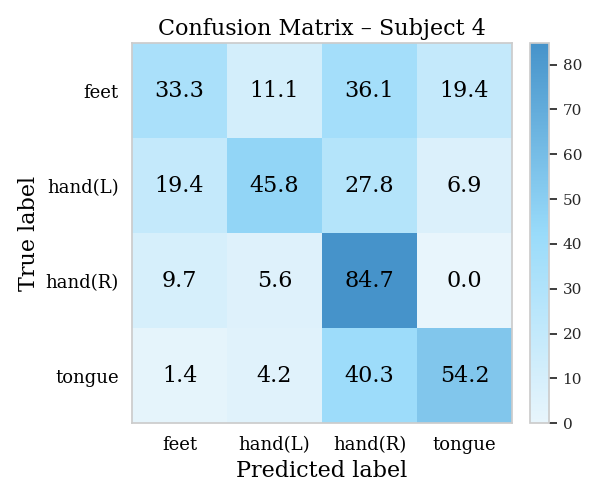 Confusion Matrix – Subject 4
True label
feet 33.3 11.1 36.1 19.4
hand(L) 19.4 45.8 27.8 6.9
hand(R) 9.7 5.6 84.7 0.0
tongue 1.4 4.2 40.3 54.2
feet hand(L) hand(R) tongue
Predicted label
80
70
60
50
40
30
20
10
0